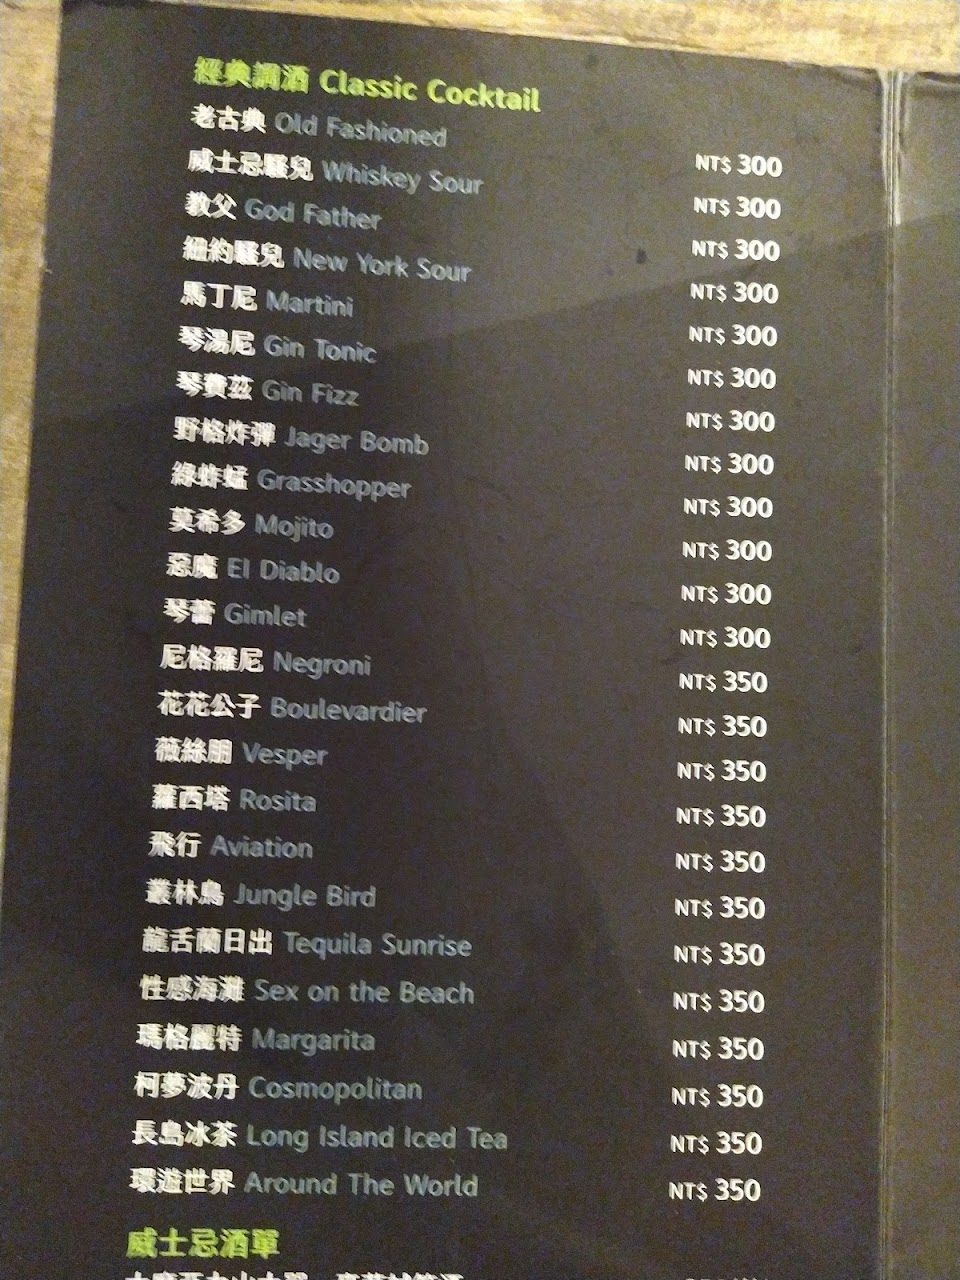 經典調酒 Classic Cocktail
老古典 Old Fashioned NT$ 300
威士忌騷兒 Whiskey Sour NT$ 300
教父 God Father NT$ 300
紐約騷兒 New York Sour NT$ 300
馬丁尼 Martini NT$ 300
琴湯尼 Gin Tonic NT$ 300
琴費茲 Gin Fizz NT$ 300
野格炸彈 Jager Bomb NT$ 300
綠蚱蜢 Grasshopper NT$ 300
莫希多 Mojito NT$ 300
惡魔 El Diablo NT$ 300
琴蕾 Gimlet NT$ 300
尼格羅尼 Negroni NT$ 350
花花公子 Boulevardier NT$ 350
薇絲朋 Vesper NT$ 350
蘿西塔 Rosita NT$ 350
飛行 Aviation NT$ 350
叢林鳥 Jungle Bird NT$ 350
龍舌蘭日出 Tequila Sunrise NT$ 350
性感海灘 Sex on the Beach NT$ 350
瑪格麗特 Margarita NT$ 350
柯夢波丹 Cosmopolitan NT$ 350
長島冰茶 Long Island Iced Tea NT$ 350
環遊世界 Around The World NT$ 350
威士忌酒單